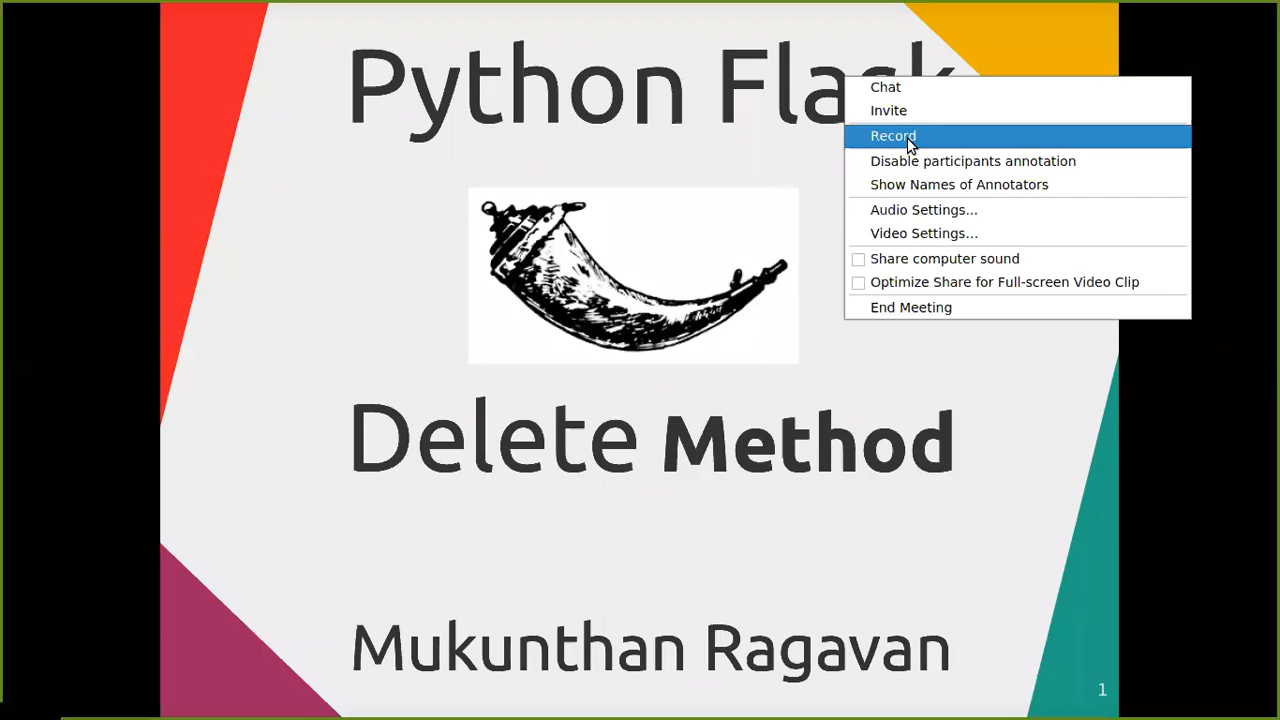 Python Fla
Chat
Invite
Record
Disable participants annotation
Show Names of Annotators
Audio Settings...
Video Settings...
Share computer sound
Optimize Share for Full-screen Video Clip
End Meeting
Delete Method
Mukunthan Ragavan
1